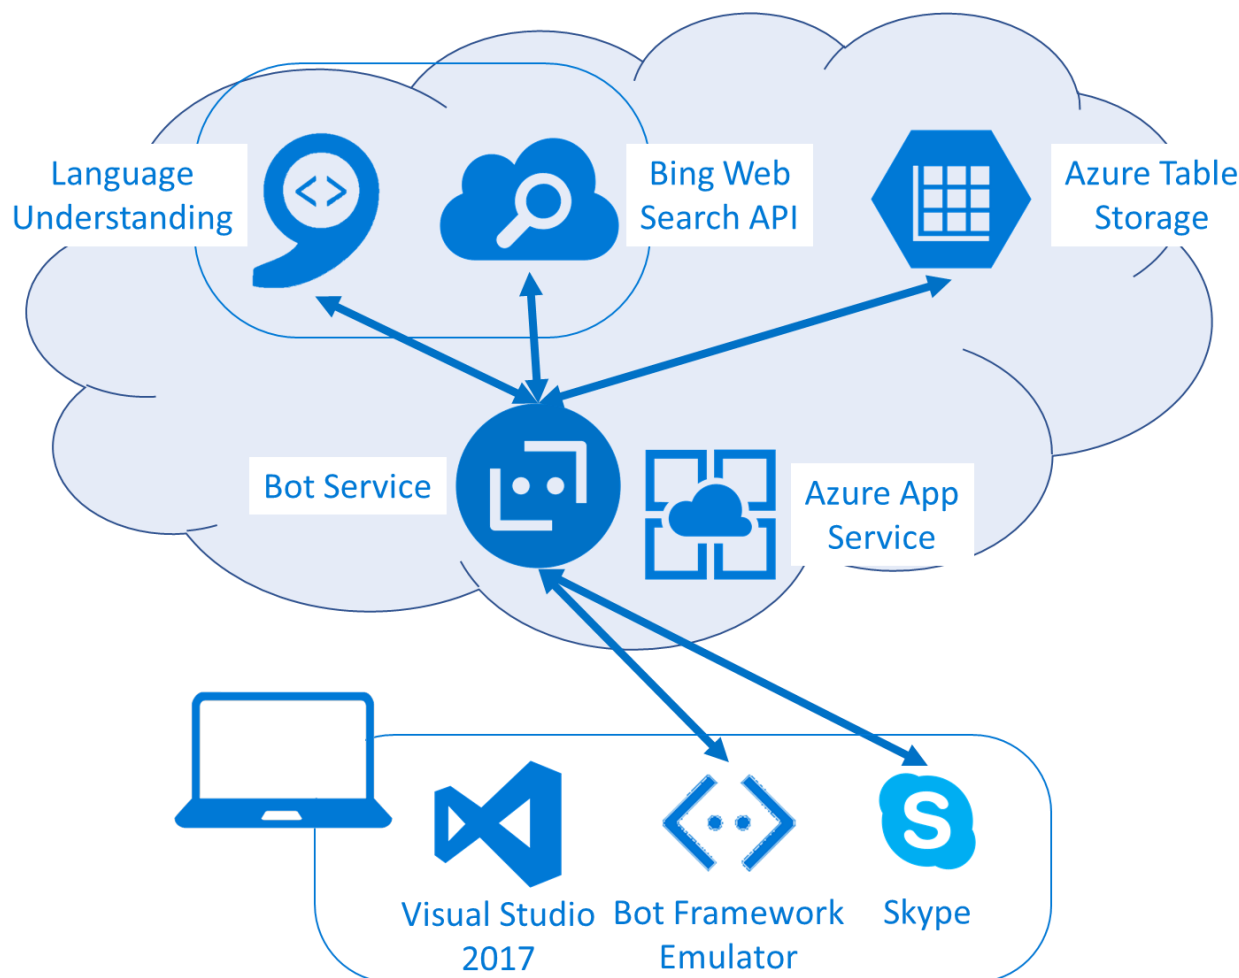 Language
Understanding
Bing Web
Search API
Azure Table
Storage
Bot Service
Azure App
Service
Visual Studio
2017
Bot Framework
Emulator
Skype